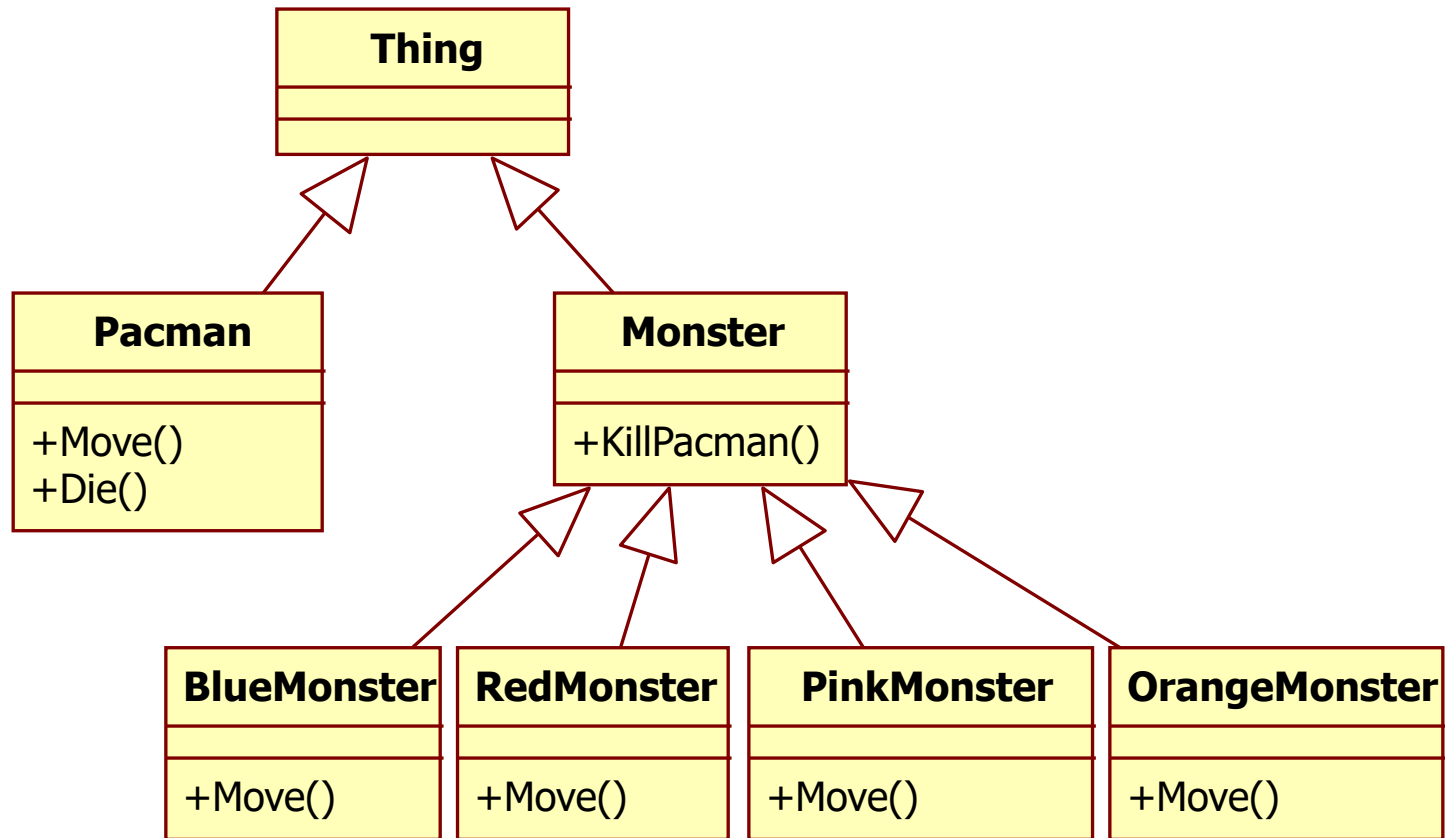 Thing
Pacman
+Move()
+Die()
Monster
+KillPacman()
BlueMonster
+Move()
RedMonster
+Move()
PinkMonster
+Move()
OrangeMonster
+Move()